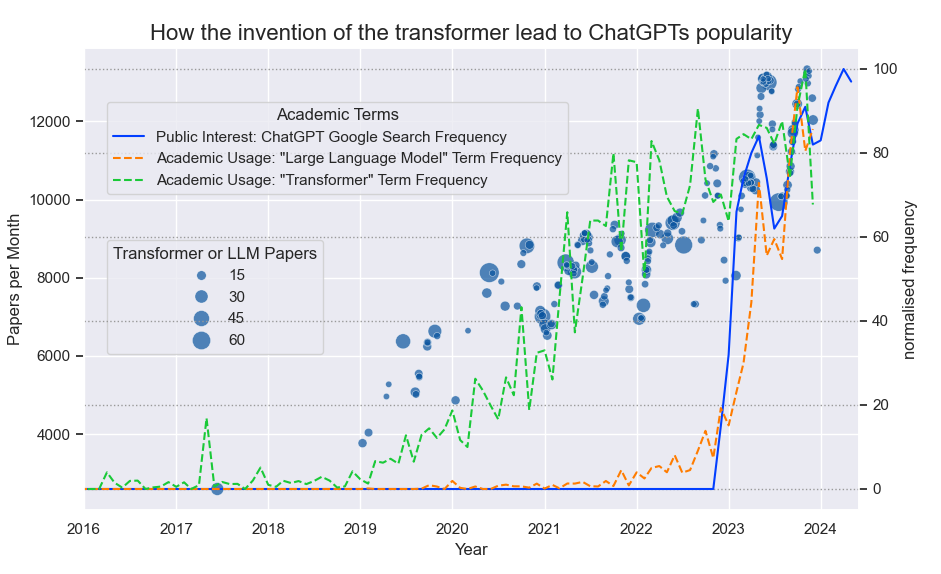 How the invention of the transformer lead to ChatGPTs popularity
Academic Terms
Public Interest: ChatGPT Google Search Frequency
Academic Usage: "Large Language Model" Term Frequency
Academic Usage: "Transformer" Term Frequency
Transformer or LLM Papers
15
30
45
60
Papers per Month
12000
10000
8000
6000
4000
normalised frequency
100
80
60
40
20
0
2016 2017 2018 2019 2020 2021 2022 2023 2024
Year